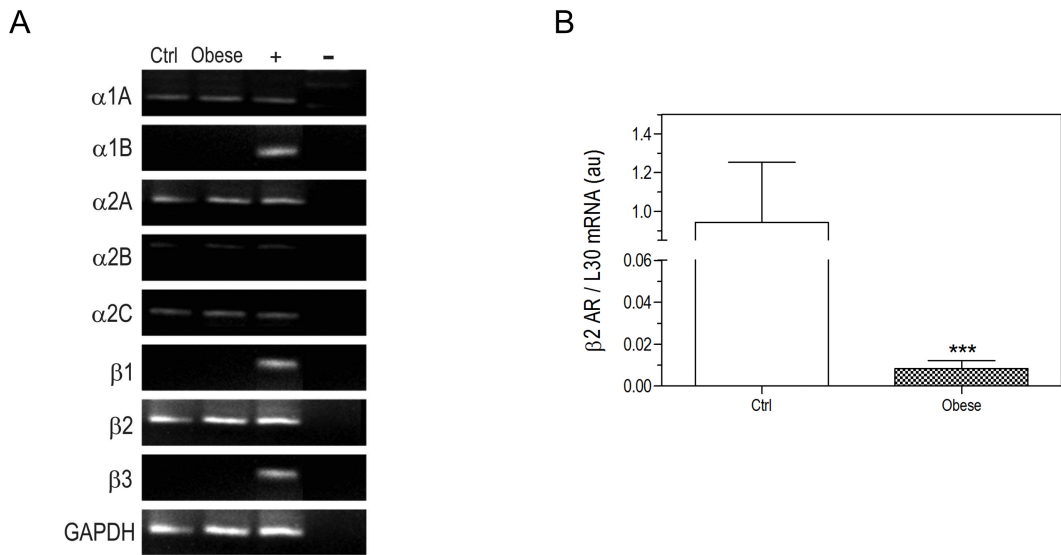 A
Ctrl Obese + -
α1A
α1B
α2A
α2B
α2C
β1
β2
β3
GAPDH
B
β2 AR / L30 mRNA (au)
1.4
1.2
1.0
0.06
0.04
0.02
0.00
***
Ctrl Obese